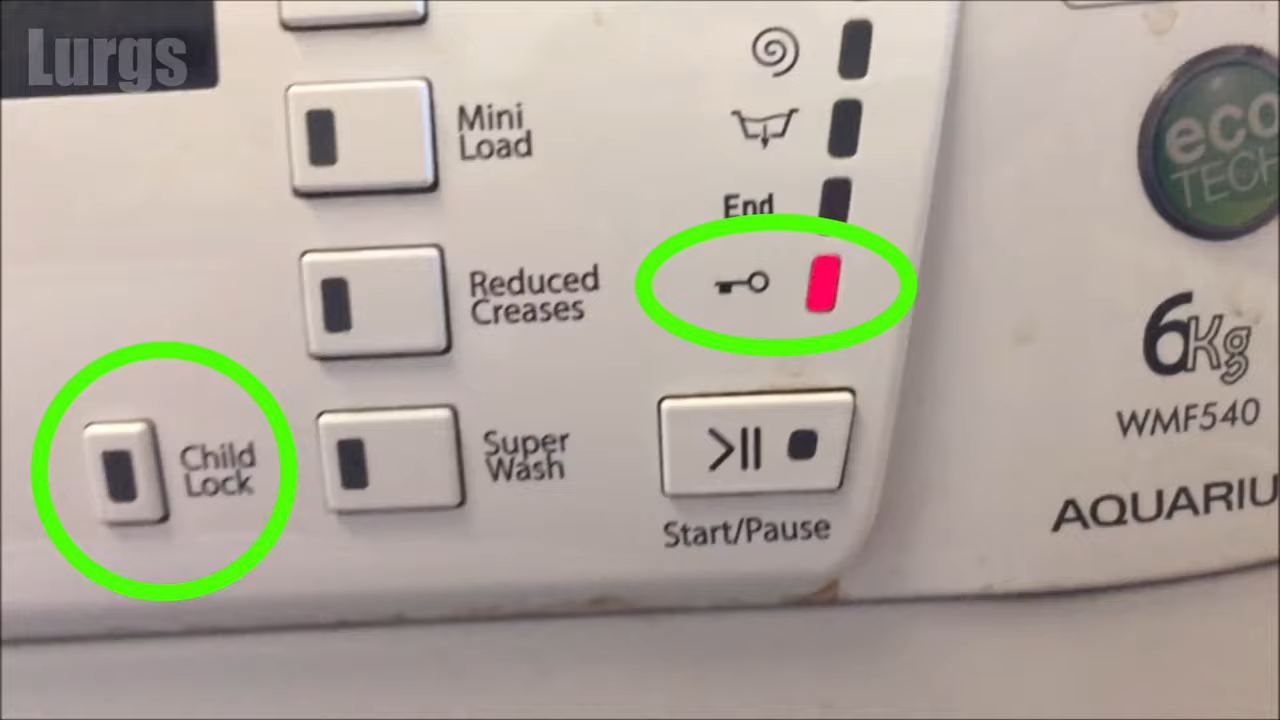 Lurgs
Mini
Load
End
Reduced
Creases
Child
Lock
Super
Wash
>||
Start/Pause
eco
TECH
6Kg
WMF540
AQUARIU